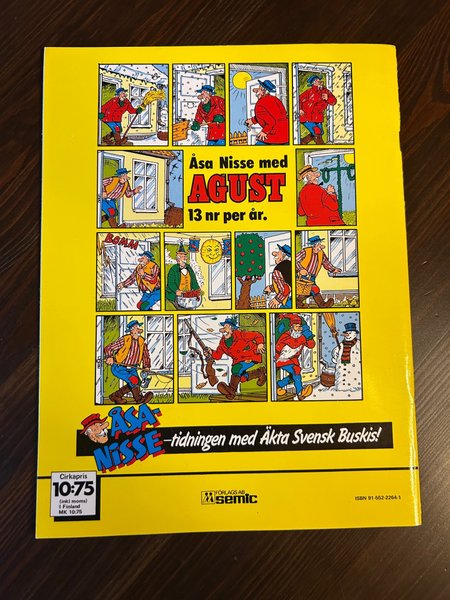 Åsa Nisse med
AGUST
13 nr per år.
BOMM
ÅSA-
NISSE
-tidningen med Äkta Svensk Buskis!
Cirkapris
10:75
(inkl moms)
I Finland
MK 10:75
FÖRLAGS AB
semic
ISBN 91-552-2264-1